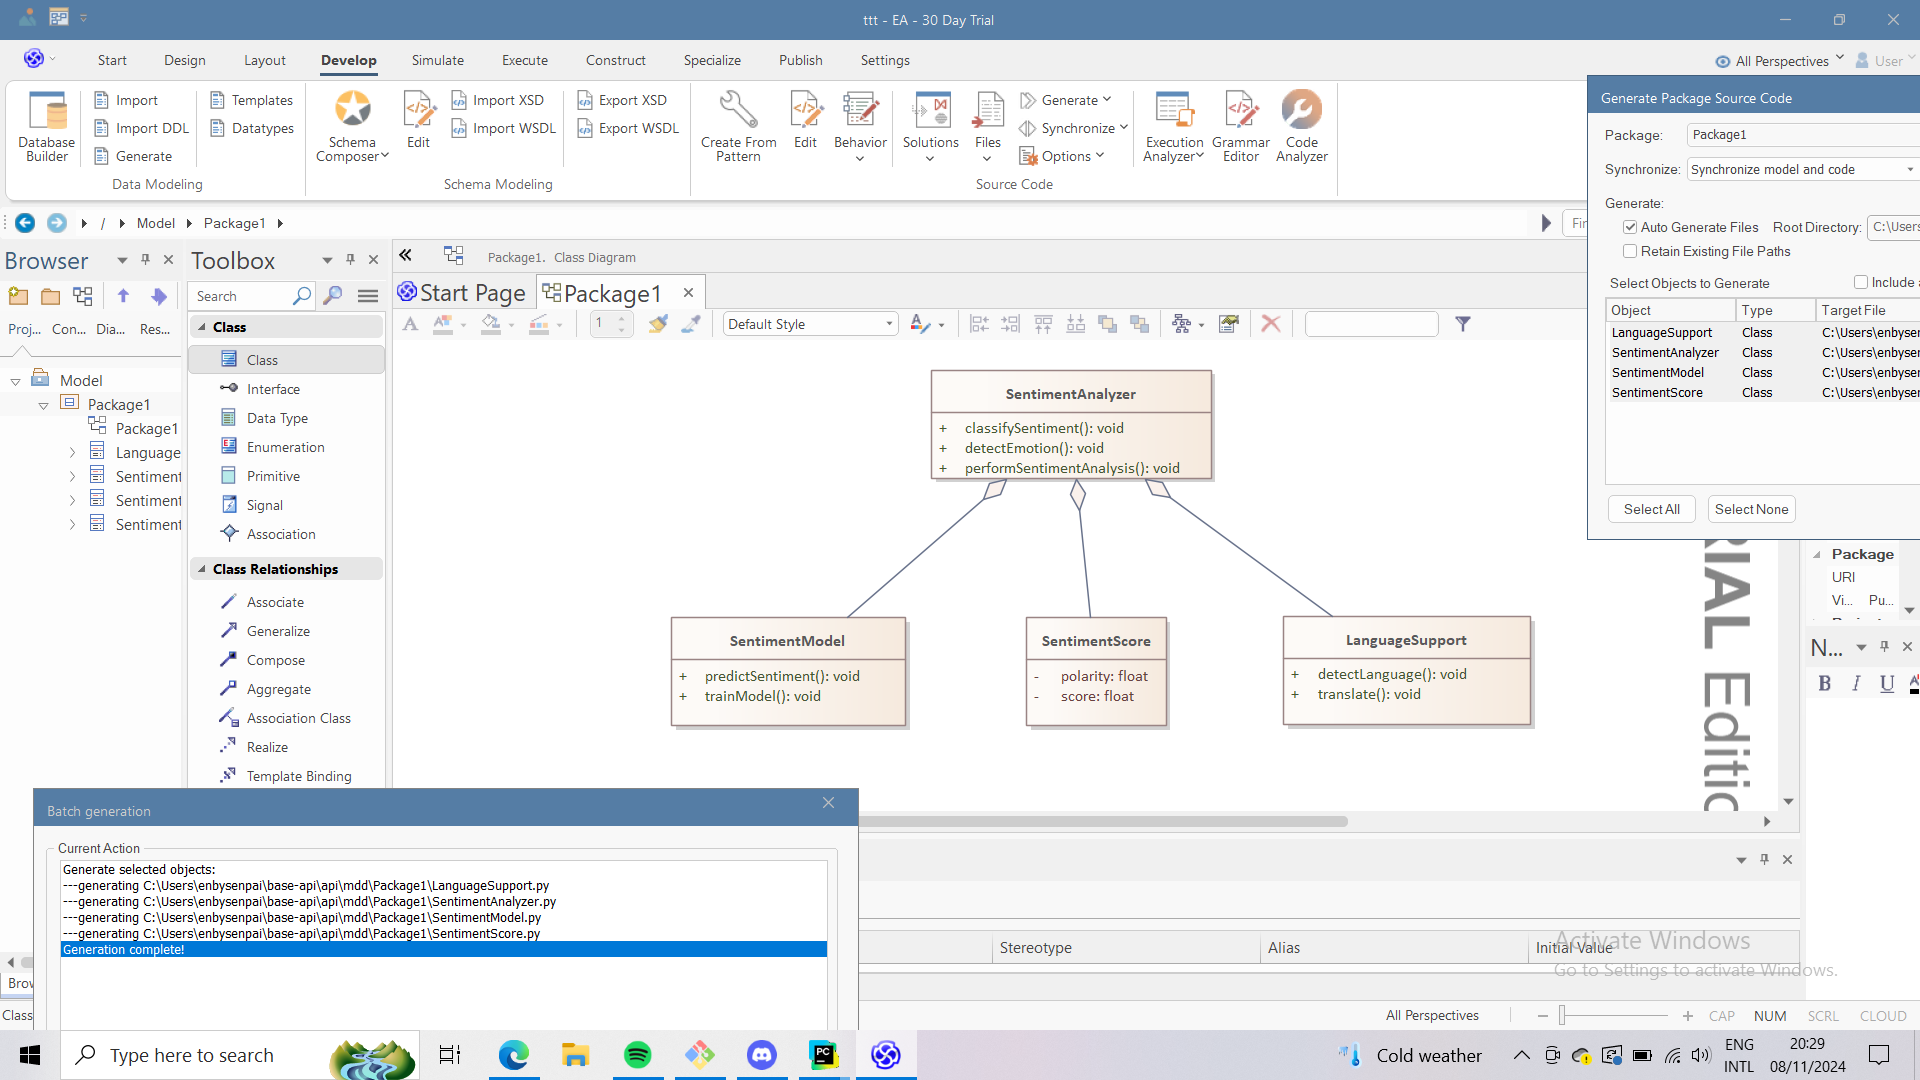 ttt - EA - 30 Day Trial
Start Design Layout Develop Simulate Execute Construct Specialize Publish Settings
All Perspectives User
Database Builder
Import
Import DDL
Generate
Templates
Datatypes
Data Modeling
Schema Composer
Edit
Import XSD
Import WSDL
Export XSD
Export WSDL
Schema Modeling
Create From Pattern
Edit
Behavior
Solutions
Files
Generate
Synchronize
Options
Source Code
Execution Analyzer
Grammar Editor
Code Analyzer
Generate Package Source Code
Package: Package1
Synchronize: Synchronize model and code
Generate:
Auto Generate Files Root Directory: C:\Users
Retain Existing File Paths
Select Objects to Generate Include
Object Type Target File
LanguageSupport Class C:\Users\enbysen
SentimentAnalyzer Class C:\Users\enbysen
SentimentModel Class C:\Users\enbysen
SentimentScore Class C:\Users\enbysen
Select All Select None
/ Model Package1
Browser
Proj... Con... Dia... Res...
Model
Package1
Package1
Language
Sentiment
Sentiment
Sentiment
Toolbox
Search
Class
Class
Interface
Data Type
Enumeration
Primitive
Signal
Association
Class Relationships
Associate
Generalize
Compose
Aggregate
Association Class
Realize
Template Binding
Package1. Class Diagram
Start Page Package1
1 Default Style
SentimentAnalyzer
+ classifySentiment(): void
+ detectEmotion(): void
+ performSentimentAnalysis(): void
SentimentModel
+ predictSentiment(): void
+ trainModel(): void
SentimentScore
- polarity: float
- score: float
LanguageSupport
+ detectLanguage(): void
+ translate(): void
RIAL Editic
Package
URI
Vi... Pu...
N...
B I U A
Batch generation
Current Action
Generate selected objects:
---generating C:\Users\enbysenpai\base-api\api\mdd\Package1\LanguageSupport.py
---generating C:\Users\enbysenpai\base-api\api\mdd\Package1\SentimentAnalyzer.py
---generating C:\Users\enbysenpai\base-api\api\mdd\Package1\SentimentModel.py
---generating C:\Users\enbysenpai\base-api\api\mdd\Package1\SentimentScore.py
Generation complete!
Stereotype Alias Initial Value
Activate Windows
Go to Settings to activate Windows.
Brow
Class
All Perspectives CAP NUM SCRL CLOUD
Type here to search
PC
Cold weather
ENG
INTL
20:29
08/11/2024